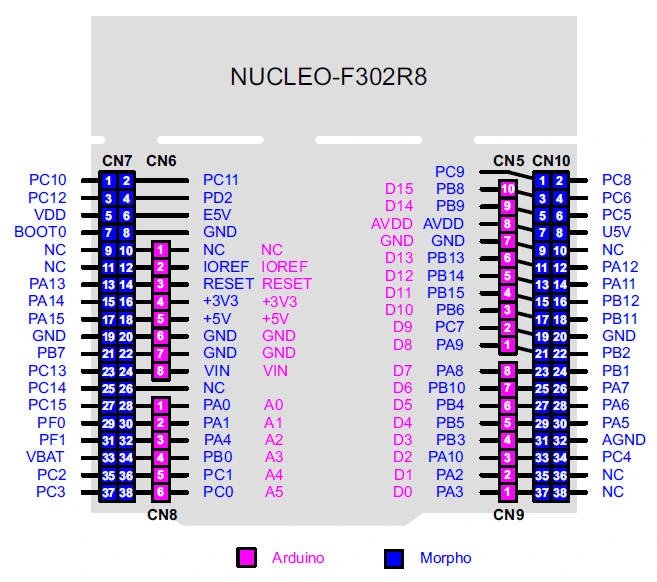 NUCLEO-F302R8
CN7 CN6 CN5 CN10
PC10 1 2 PC11 PC9 1 2 PC8
PC12 3 4 PD2 D15 PB8 10 3 4 PC6
VDD 5 6 E5V D14 PB9 9 5 6 PC5
BOOT0 7 8 GND AVDD AVDD 8 7 8 U5V
NC 9 10 1 NC NC GND GND 7 9 10 NC
NC 11 12 2 IOREF IOREF D13 PB13 6 11 12 PA12
PA13 13 14 3 RESET RESET D12 PB14 5 13 14 PA11
PA14 15 16 4 +3V3 +3V3 D11 PB15 4 15 16 PB12
PA15 17 18 5 +5V +5V D10 PB6 3 17 18 PB11
GND 19 20 6 GND GND D9 PC7 2 19 20 GND
PB7 21 22 7 GND GND D8 PA9 1 21 22 PB2
PC13 23 24 8 VIN VIN D7 PA8 8 23 24 PB1
PC14 25 26 NC D6 PB10 7 25 26 PA7
PC15 27 28 1 PA0 A0 D5 PB4 6 27 28 PA6
PF0 29 30 2 PA1 A1 D4 PB5 5 29 30 PA5
PF1 31 32 3 PA4 A2 D3 PB3 4 31 32 AGND
VBAT 33 34 4 PB0 A3 D2 PA10 3 33 34 PC4
PC2 35 36 5 PC1 A4 D1 PA2 2 35 36 NC
PC3 37 38 6 PC0 A5 D0 PA3 1 37 38 NC
CN8 CN9
Arduino Morpho